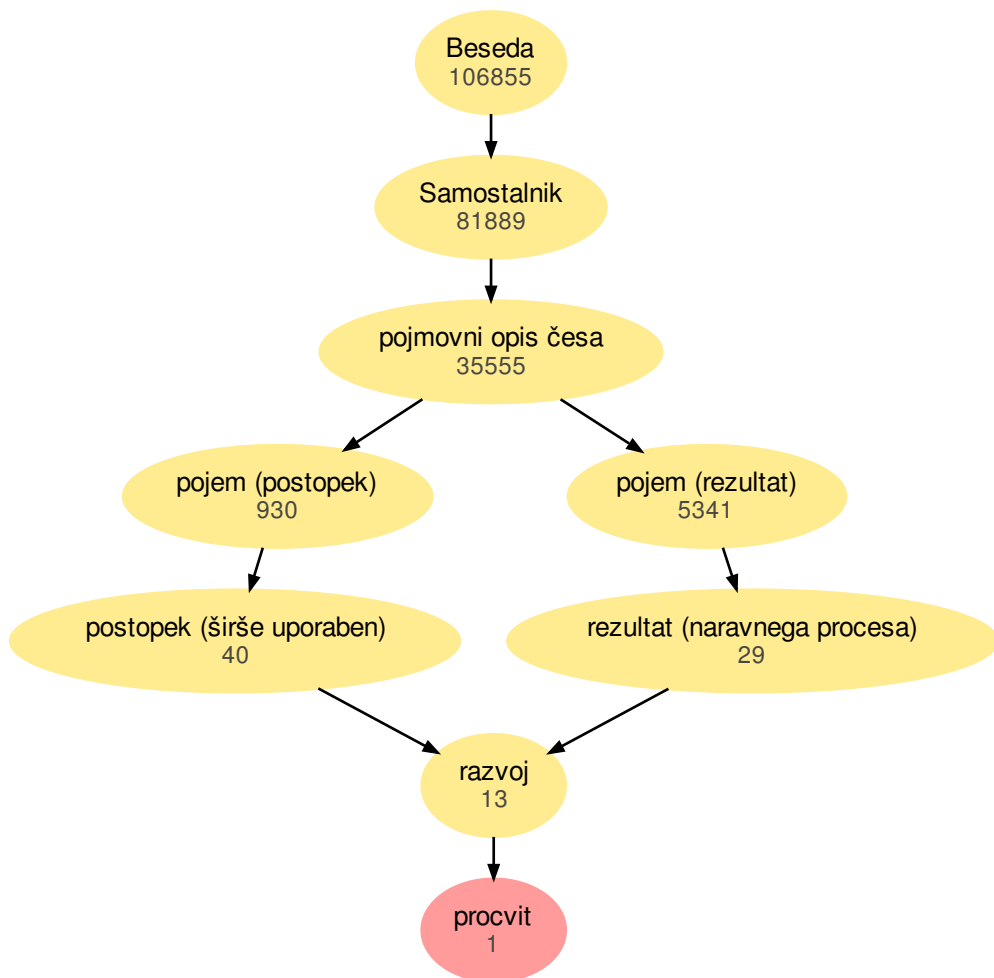 Beseda
106855
Samostalnik
81889
pojmovni opis česa
35555
pojem (postopek)
930
pojem (rezultat)
5341
postopek (širše uporaben)
40
rezultat (naravnega procesa)
29
razvoj
13
procvit
1